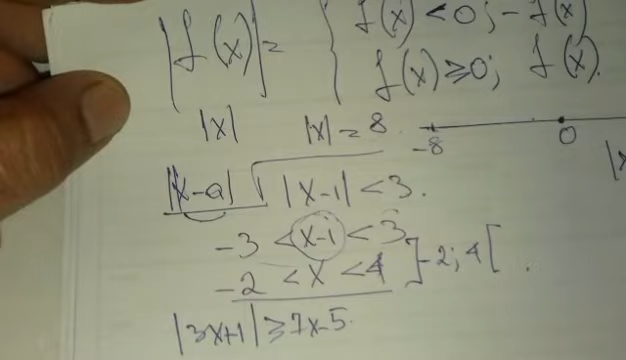 |f(x)| = { f(x) < 0; -f(x)
f(x) ≥ 0; f(x).
|x| |x| = 8 -8 0
|x-a| |x-1| < 3.
-3 < x-1 < 3
-2 < x < 4 ]-2; 4[ .
|3x+1| ≥ 7x-5